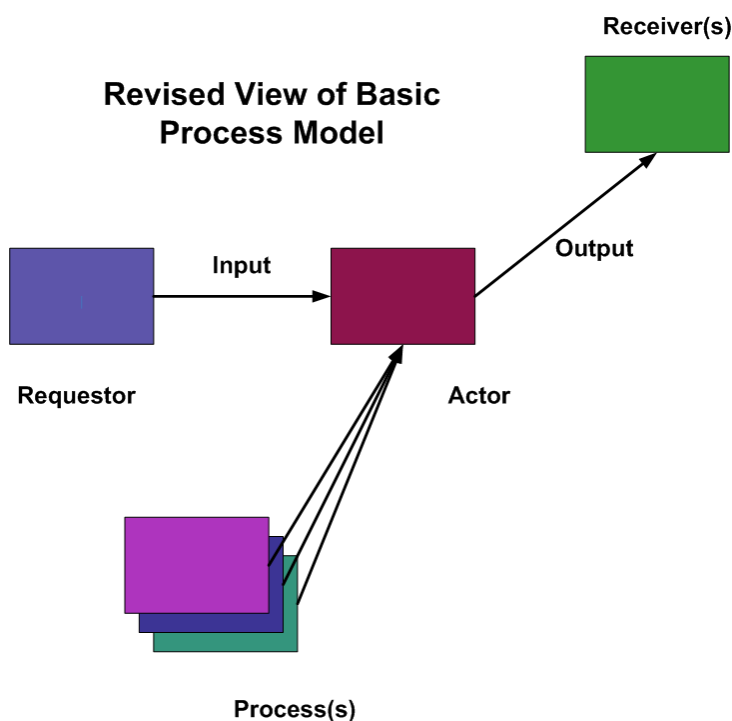 Receiver(s)
Revised View of Basic
Process Model
Input
Output
Requestor
Actor
Process(s)